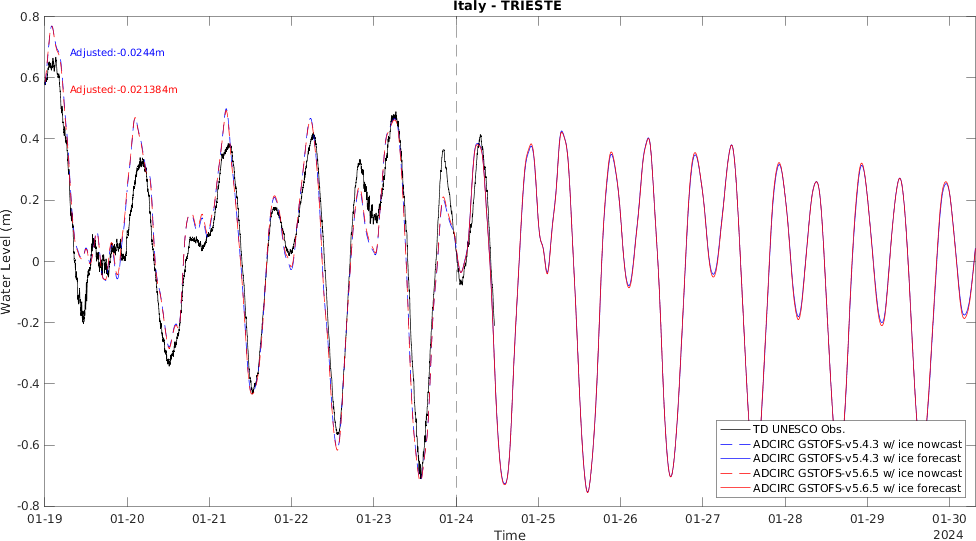 Italy - TRIESTE
Adjusted:-0.0244m
Adjusted:-0.021384m
Water Level (m)
0.8
0.6
0.4
0.2
0
-0.2
-0.4
-0.6
-0.8
TD UNESCO Obs.
ADCIRC GSTOFS-v5.4.3 w/ ice nowcast
ADCIRC GSTOFS-v5.4.3 w/ ice forecast
ADCIRC GSTOFS-v5.6.5 w/ ice nowcast
ADCIRC GSTOFS-v5.6.5 w/ ice forecast
01-19 01-20 01-21 01-22 01-23 01-24 01-25 01-26 01-27 01-28 01-29 01-30
2024
Time